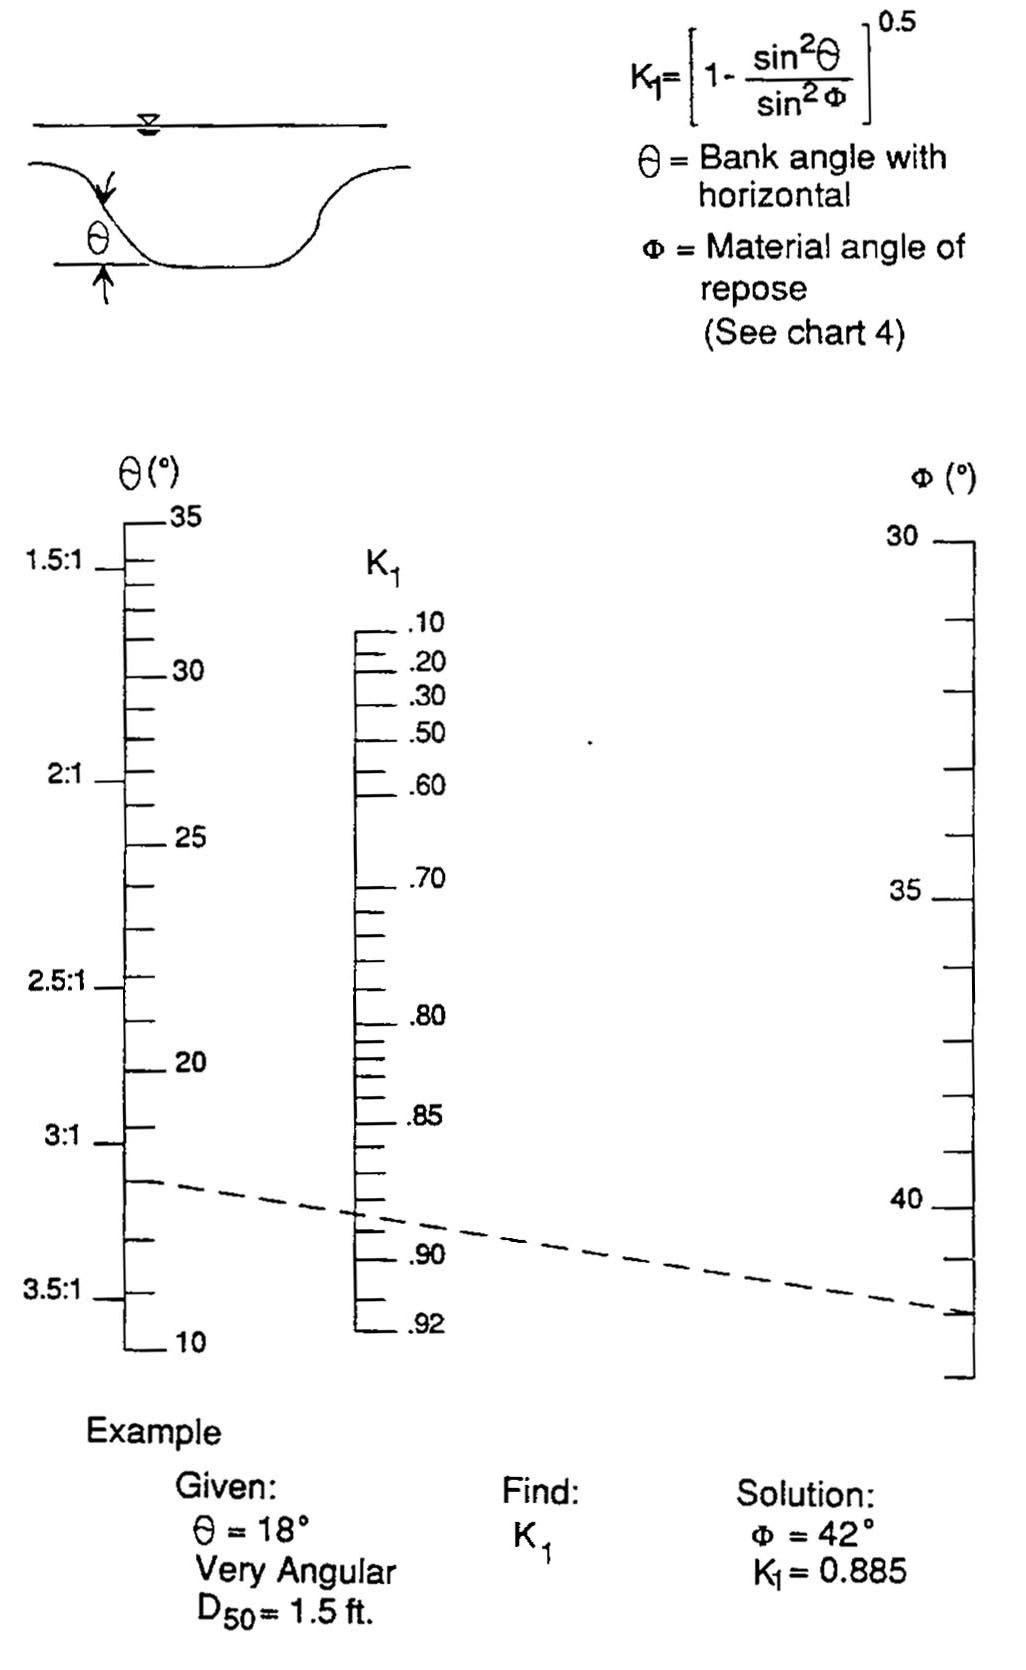 K1= [ 1- sin²Θ / sin²Φ ] 0.5
Θ = Bank angle with
horizontal
Φ = Material angle of
repose
(See chart 4)
Θ
Θ (°)
35
1.5:1
30
2:1
25
2.5:1
20
3:1
3.5:1
10
K1
.10
.20
.30
.50
.60
.70
.80
.85
.90
.92
Φ (°)
30
35
40
Example
Given:
Θ = 18°
Very Angular
D50= 1.5 ft.
Find:
K1
Solution:
Φ = 42°
K1= 0.885